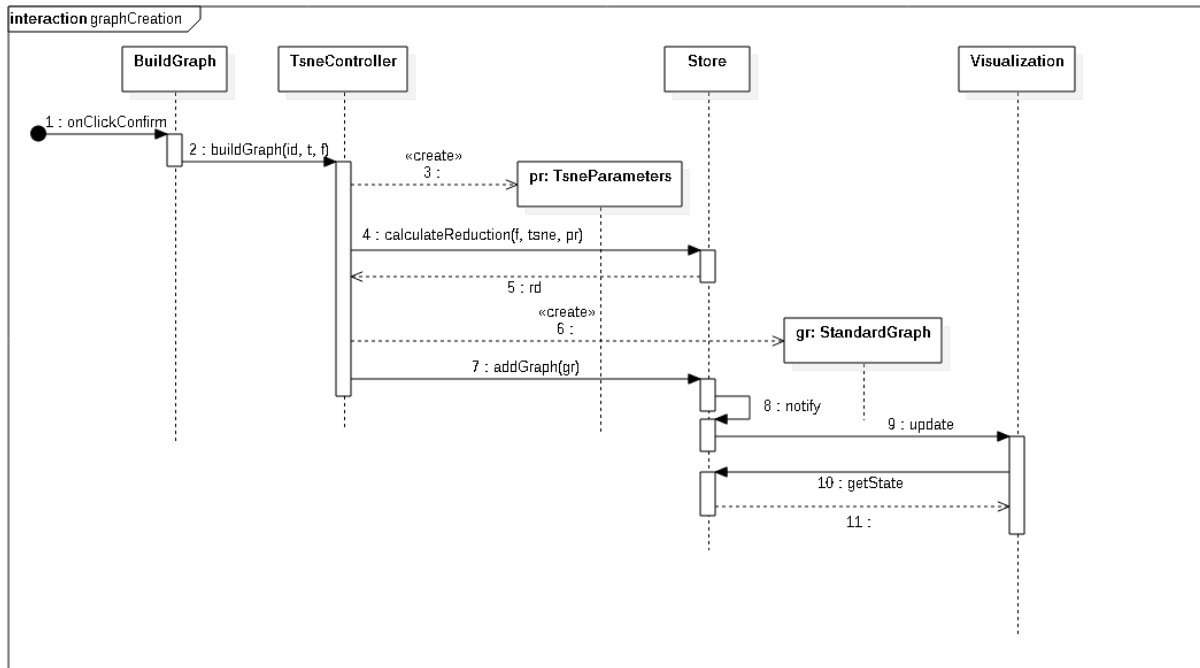 interaction graphCreation
BuildGraph
TsneController
Store
Visualization
1 : onClickConfirm
2 : buildGraph(id, t, f)
«create»
3 :
pr: TsneParameters
4 : calculateReduction(f, tsne, pr)
5 : rd
«create»
6 :
gr: StandardGraph
7 : addGraph(gr)
8 : notify
9 : update
10 : getState
11 :